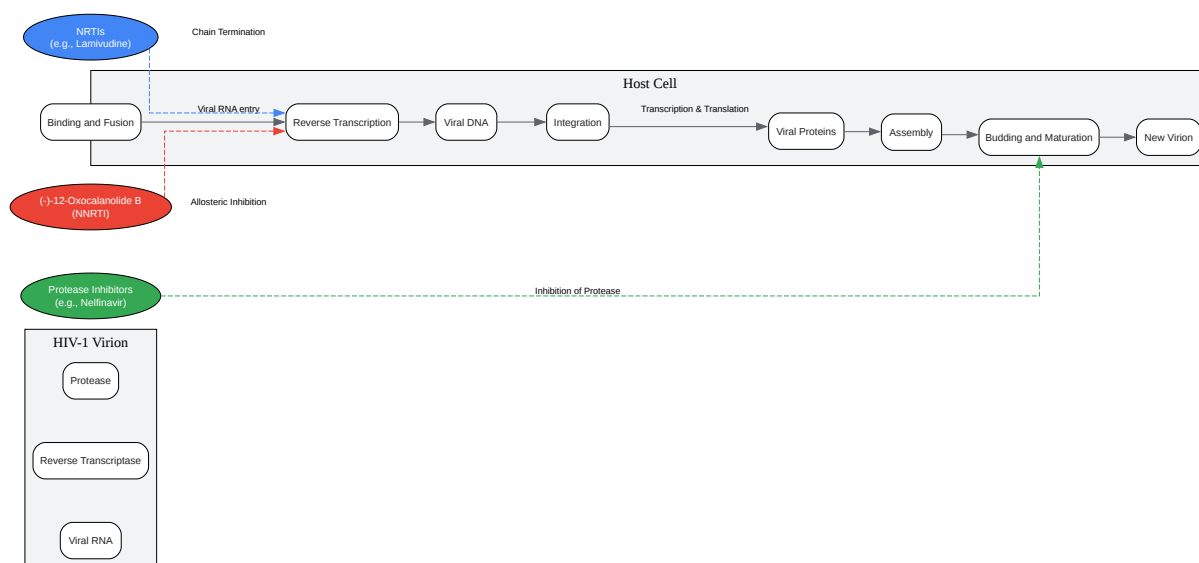 NRTIs
(e.g., Lamivudine)
Chain Termination
Host Cell
Binding and Fusion
Viral RNA entry
Reverse Transcription
Viral DNA
Integration
Transcription & Translation
Viral Proteins
Assembly
Budding and Maturation
New Virion
(-)-12-Oxocalanolide B
(NNRTI)
Allosteric Inhibition
Protease Inhibitors
(e.g., Nelfinavir)
Inhibition of Protease
HIV-1 Virion
Protease
Reverse Transcriptase
Viral RNA